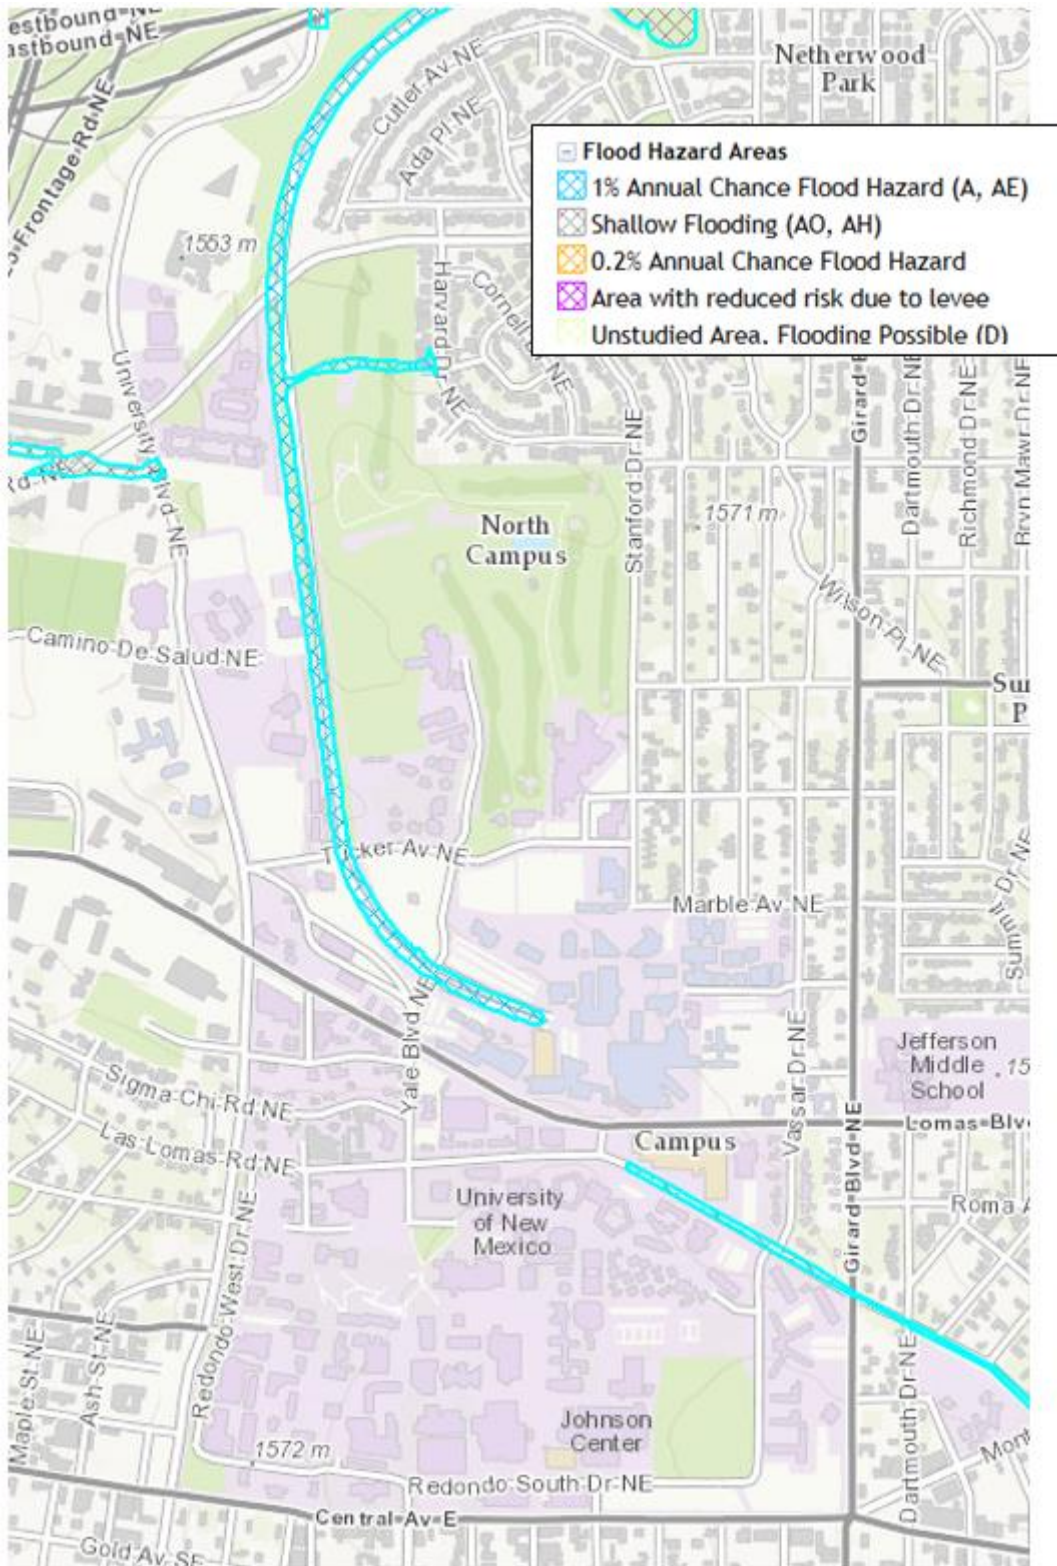 Netherwood
Park
Cutler Av NE
Ada Pl NE
Flood Hazard Areas
1% Annual Chance Flood Hazard (A, AE)
Shallow Flooding (AO, AH)
0.2% Annual Chance Flood Hazard
Area with reduced risk due to levee
Unstudied Area. Flooding Possible (D)
Frontage Rd NE
1553 m
Harvard Dr NE
University Blvd NE
Stanford Dr NE
Dartmouth Dr NE
Richmond Dr NE
Bryn Mawr Dr NE
North
Campus
1571 m
Wilson Pl NE
Camino De Salud NE
Tucker Av NE
Marble Av NE
Summit Dr NE
Yale Blvd NE
Vassar Dr NE
Jefferson
Middle
School
15
Sigma Chi Rd NE
Las Lomas Rd NE
Campus
Lomas Blv
Girard Blvd NE
University
of New
Mexico
Roma A
Redondo West Dr NE
Maple St NE
Ash St NE
Johnson
Center
Dartmouth Dr NE
Mont
1572 m
Redondo South Dr NE
Central Av E
Gold Av SE